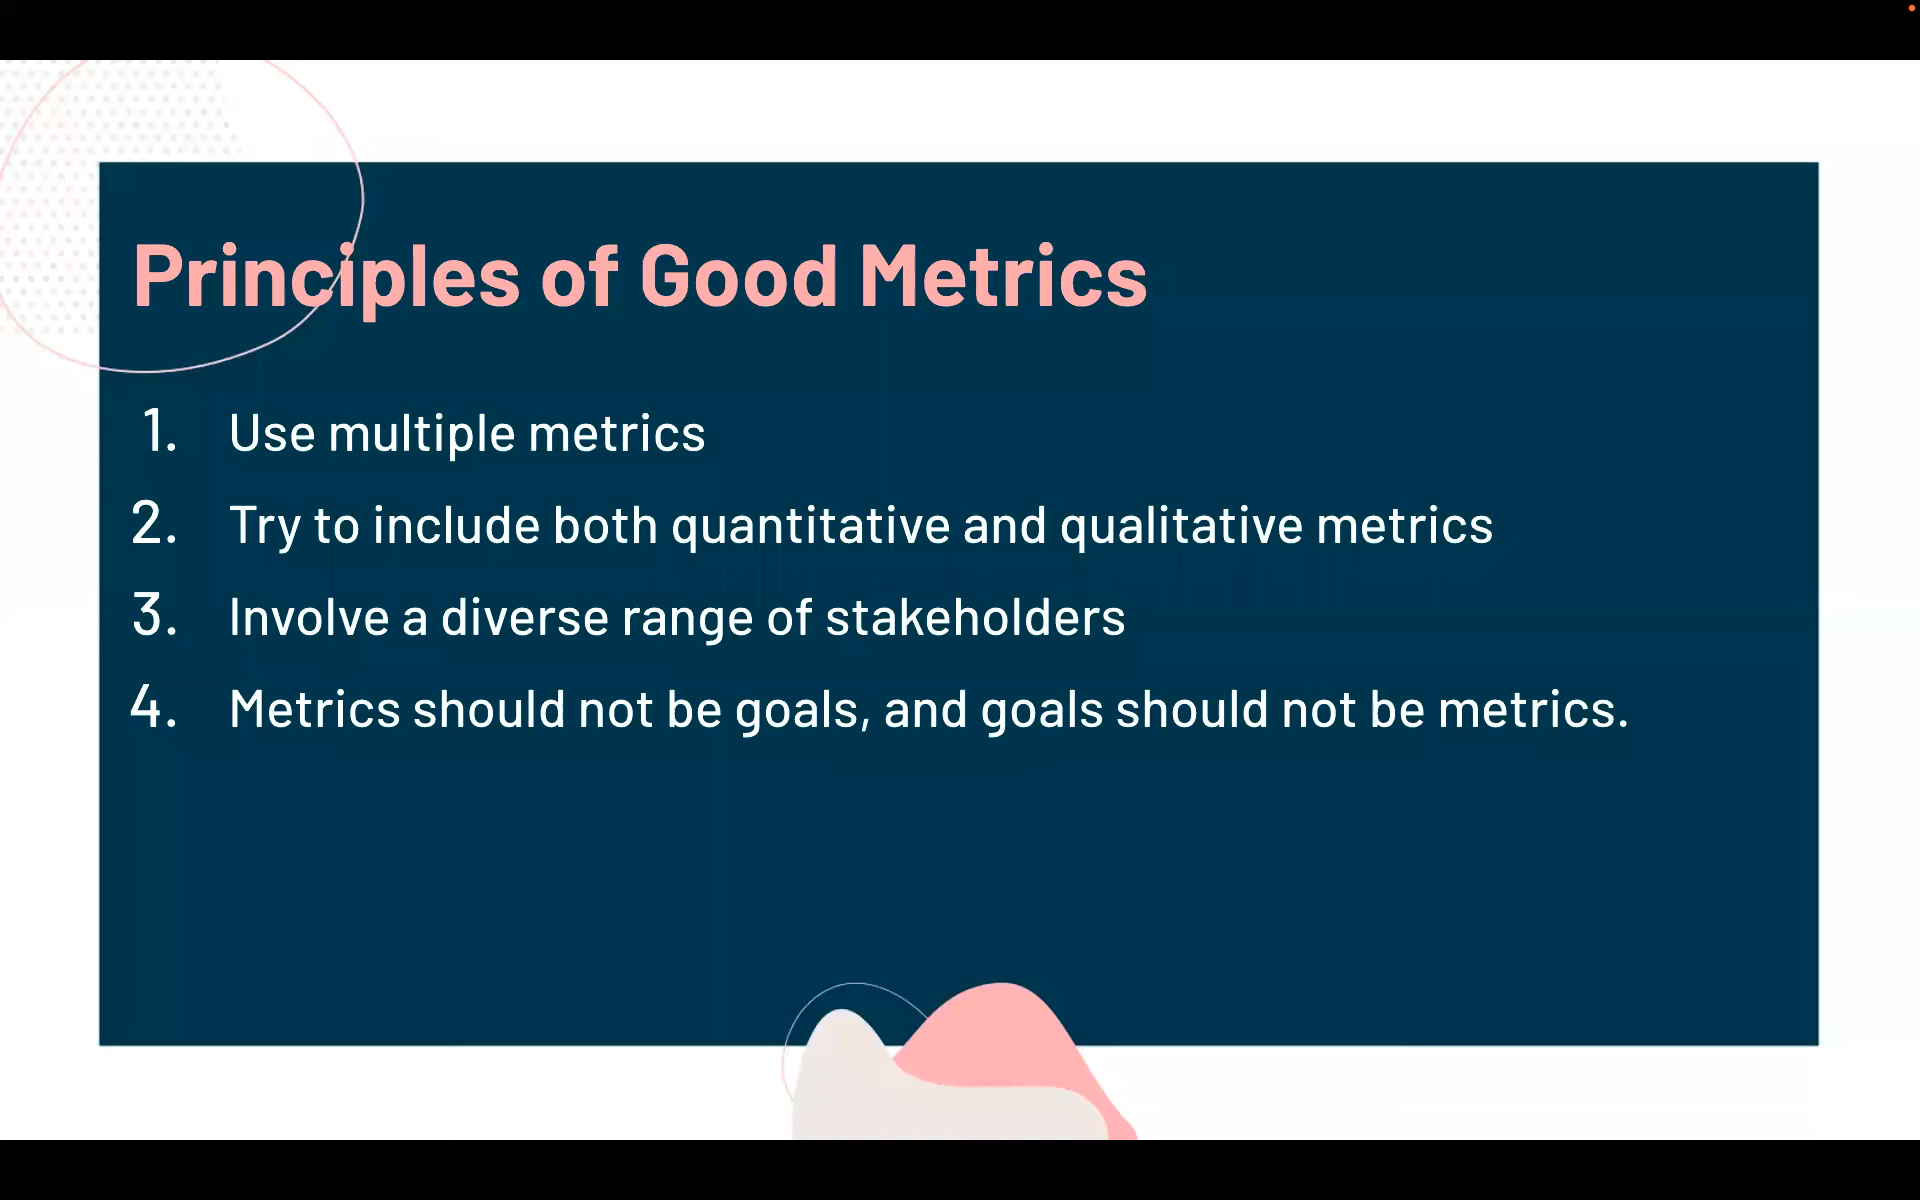 Principles of Good Metrics
1. Use multiple metrics
2. Try to include both quantitative and qualitative metrics
3. Involve a diverse range of stakeholders
4. Metrics should not be goals, and goals should not be metrics.